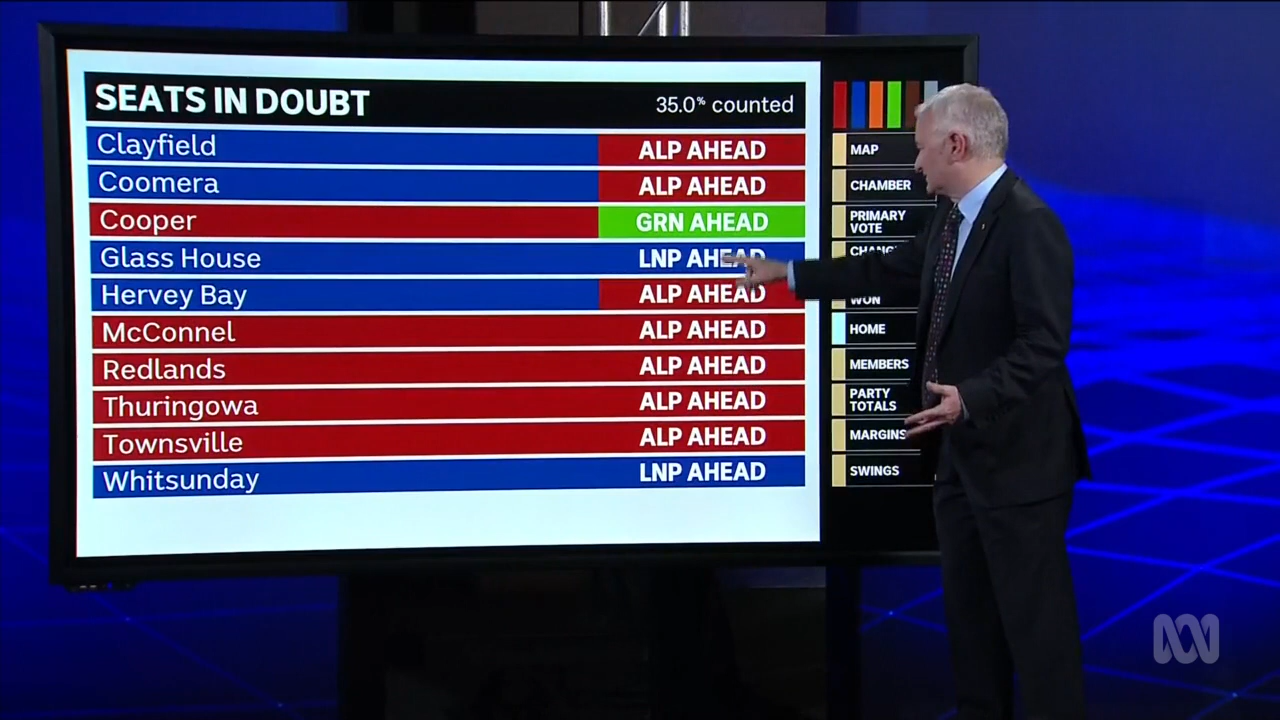 SEATS IN DOUBT 35.0% counted
Clayfield ALP AHEAD
Coomera ALP AHEAD
Cooper GRN AHEAD
Glass House LNP AHEAD
Hervey Bay ALP AHEAD
McConnel ALP AHEAD
Redlands ALP AHEAD
Thuringowa ALP AHEAD
Townsville ALP AHEAD
Whitsunday LNP AHEAD
MAP
CHAMBER
PRIMARY
VOTE
WON
HOME
MEMBERS
PARTY
TOTALS
MARGINS
SWINGS